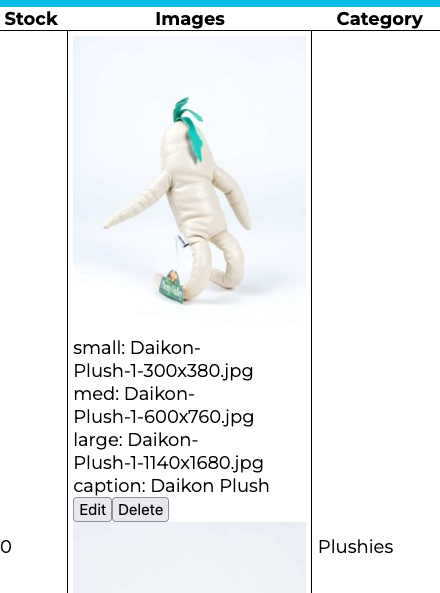 Stock Images Category
small: Daikon-
Plush-1-300x380.jpg
med: Daikon-
Plush-1-600x760.jpg
large: Daikon-
Plush-1-1140x1680.jpg
caption: Daikon Plush
Edit Delete
0 Plushies